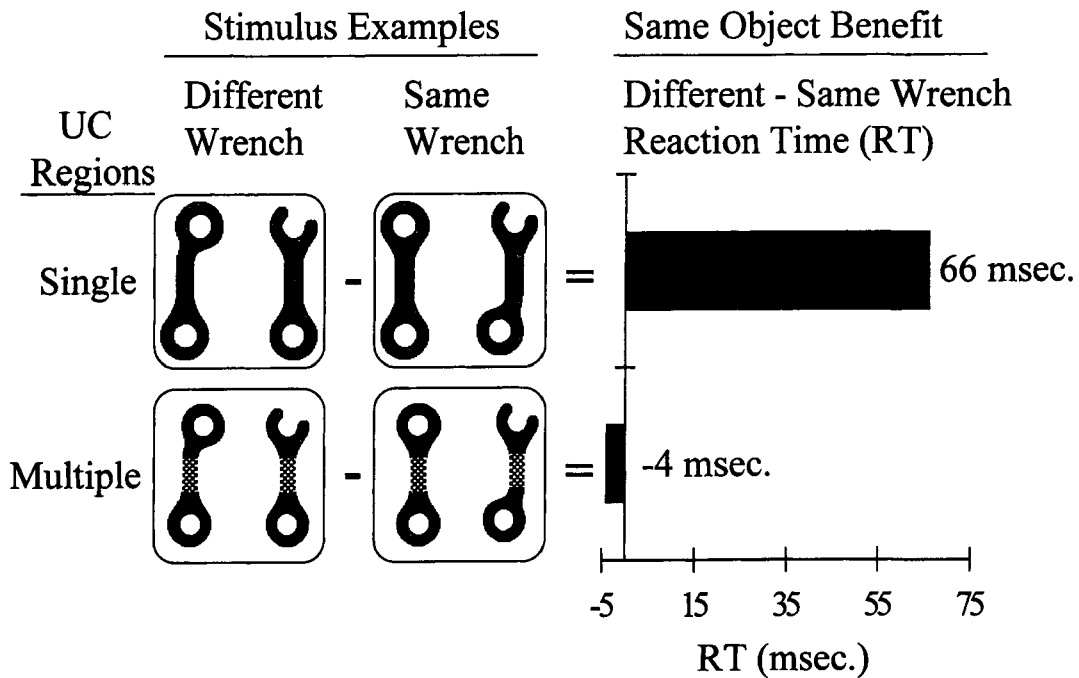 Stimulus Examples
Same Object Benefit
UC
Regions
Different
Wrench
Same
Wrench
Different - Same Wrench
Reaction Time (RT)
Single
-
=
66 msec.
Multiple
-
=
-4 msec.
-5 15 35 55 75
RT (msec.)